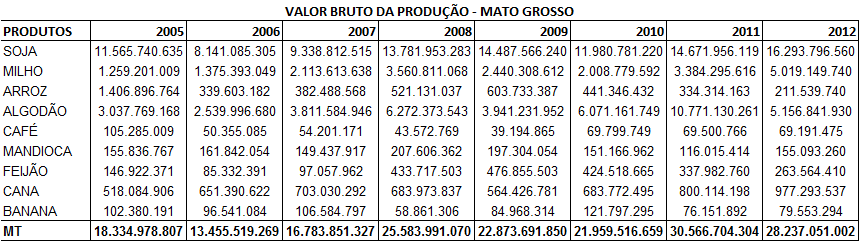 VALOR BRUTO DA PRODUÇÃO - MATO GROSSO
PRODUTOS 2005 2006 2007 2008 2009 2010 2011 2012
SOJA 11.565.740.635 8.141.085.305 9.338.812.515 13.781.953.283 14.487.566.240 11.980.781.220 14.671.956.119 16.293.796.560
MILHO 1.259.201.009 1.375.393.049 2.113.613.638 3.560.811.068 2.440.308.612 2.008.779.592 3.384.295.616 5.019.149.740
ARROZ 1.406.896.764 339.603.182 382.488.568 521.131.037 603.733.387 441.346.432 334.314.163 211.539.740
ALGODÃO 3.037.769.168 2.539.996.680 3.811.584.946 6.272.373.543 3.941.231.952 6.071.161.749 10.771.130.261 5.156.841.930
CAFÉ 105.285.009 50.355.085 54.201.171 43.572.769 39.194.865 69.799.749 69.500.766 69.191.475
MANDIOCA 155.836.767 161.842.054 149.437.917 207.606.362 197.304.054 151.166.962 116.015.414 155.093.260
FEIJÃO 146.922.371 85.332.391 97.057.962 433.717.503 476.855.503 424.518.665 337.982.760 263.564.410
CANA 518.084.906 651.390.622 703.030.292 683.973.837 564.426.781 683.772.495 800.114.198 977.293.537
BANANA 102.380.191 96.541.084 106.584.797 58.861.306 84.968.314 121.797.295 76.151.892 79.553.294
MT 18.334.978.807 13.455.519.269 16.783.851.327 25.583.991.070 22.873.691.850 21.959.516.659 30.566.704.304 28.237.051.002